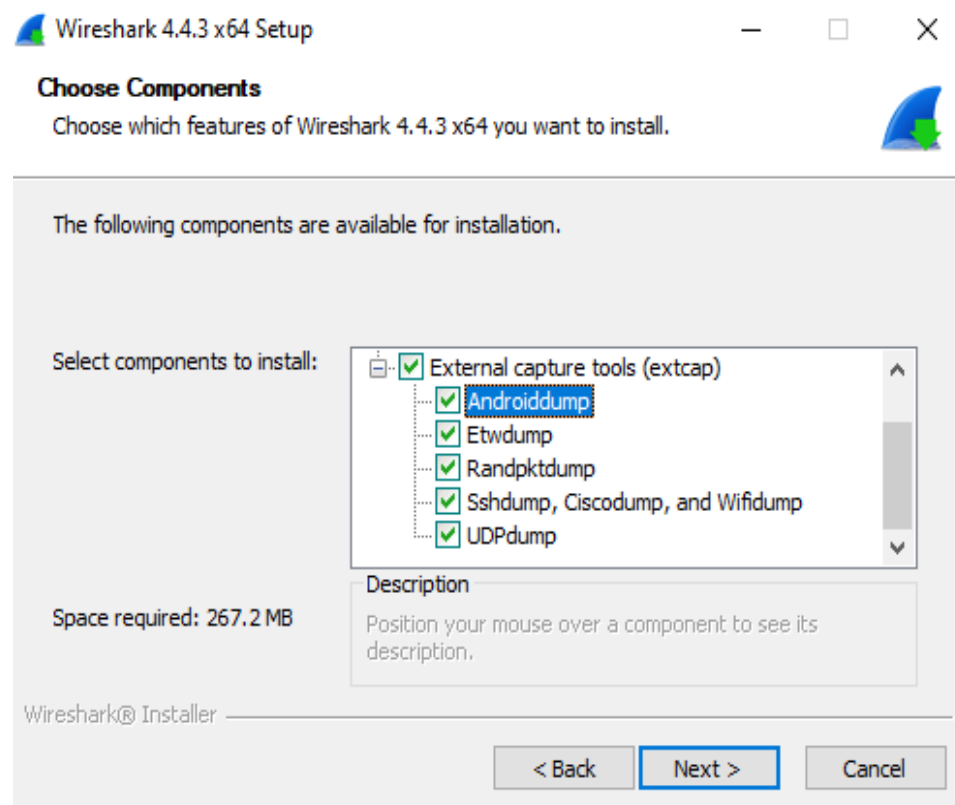 Wireshark 4.4.3 x64 Setup
Choose Components
Choose which features of Wireshark 4.4.3 x64 you want to install.
The following components are available for installation.
Select components to install:
External capture tools (extcap)
Androiddump
Etwdump
Randpktdump
Sshdump, Ciscodump, and Wifidump
UDPdump
Space required: 267.2 MB
Description
Position your mouse over a component to see its
description.
Wireshark® Installer
< Back
Next >
Cancel